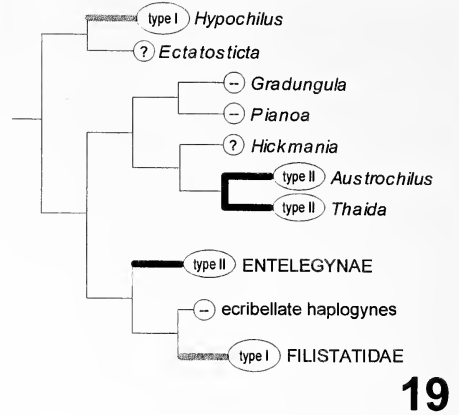 type I Hypochilus
? Ectatosticta
-- Gradungula
-- Pianoa
? Hickmania
type II Austrochilus
type II Thaida
type II ENTELEGYNAE
-- ecribellate haplogynes
type I FILISTATIDAE
19